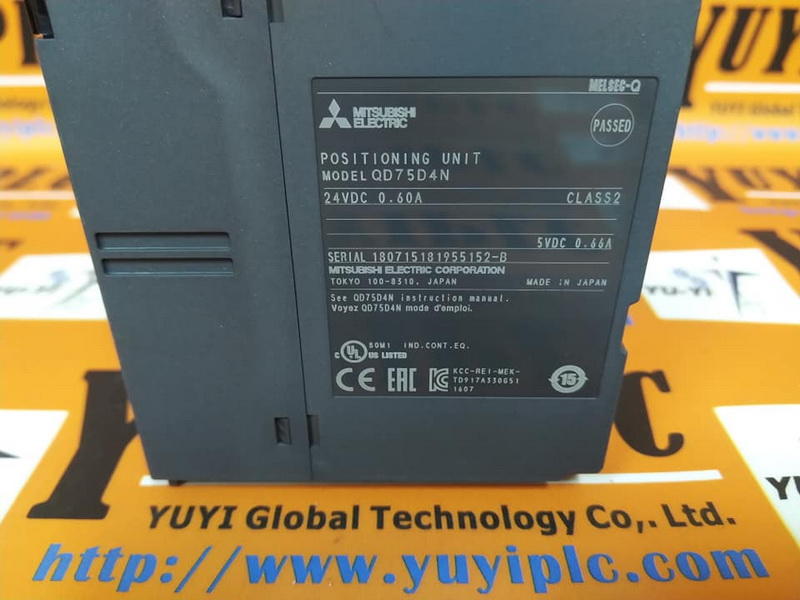 MELSEC-Q
MITSUBISHI
ELECTRIC
PASSED
POSITIONING UNIT
MODEL QD75D4N
24VDC 0.60A CLASS2
5VDC 0.66A
SERIAL 180715181955152-B
MITSUBISHI ELECTRIC CORPORATION
TOKYO 100-8310, JAPAN MADE IN JAPAN
See QD75D4N instruction manual.
Voyez QD75D4N mode d'emploi.
80M1 IND.CONT.EQ.
C UL US LISTED
CE EAC KCC-REI-MEK-
TD917A330G51
1607
15
YUYI Global Technology Co,. Ltd.
http://www.yuyiplc.com/